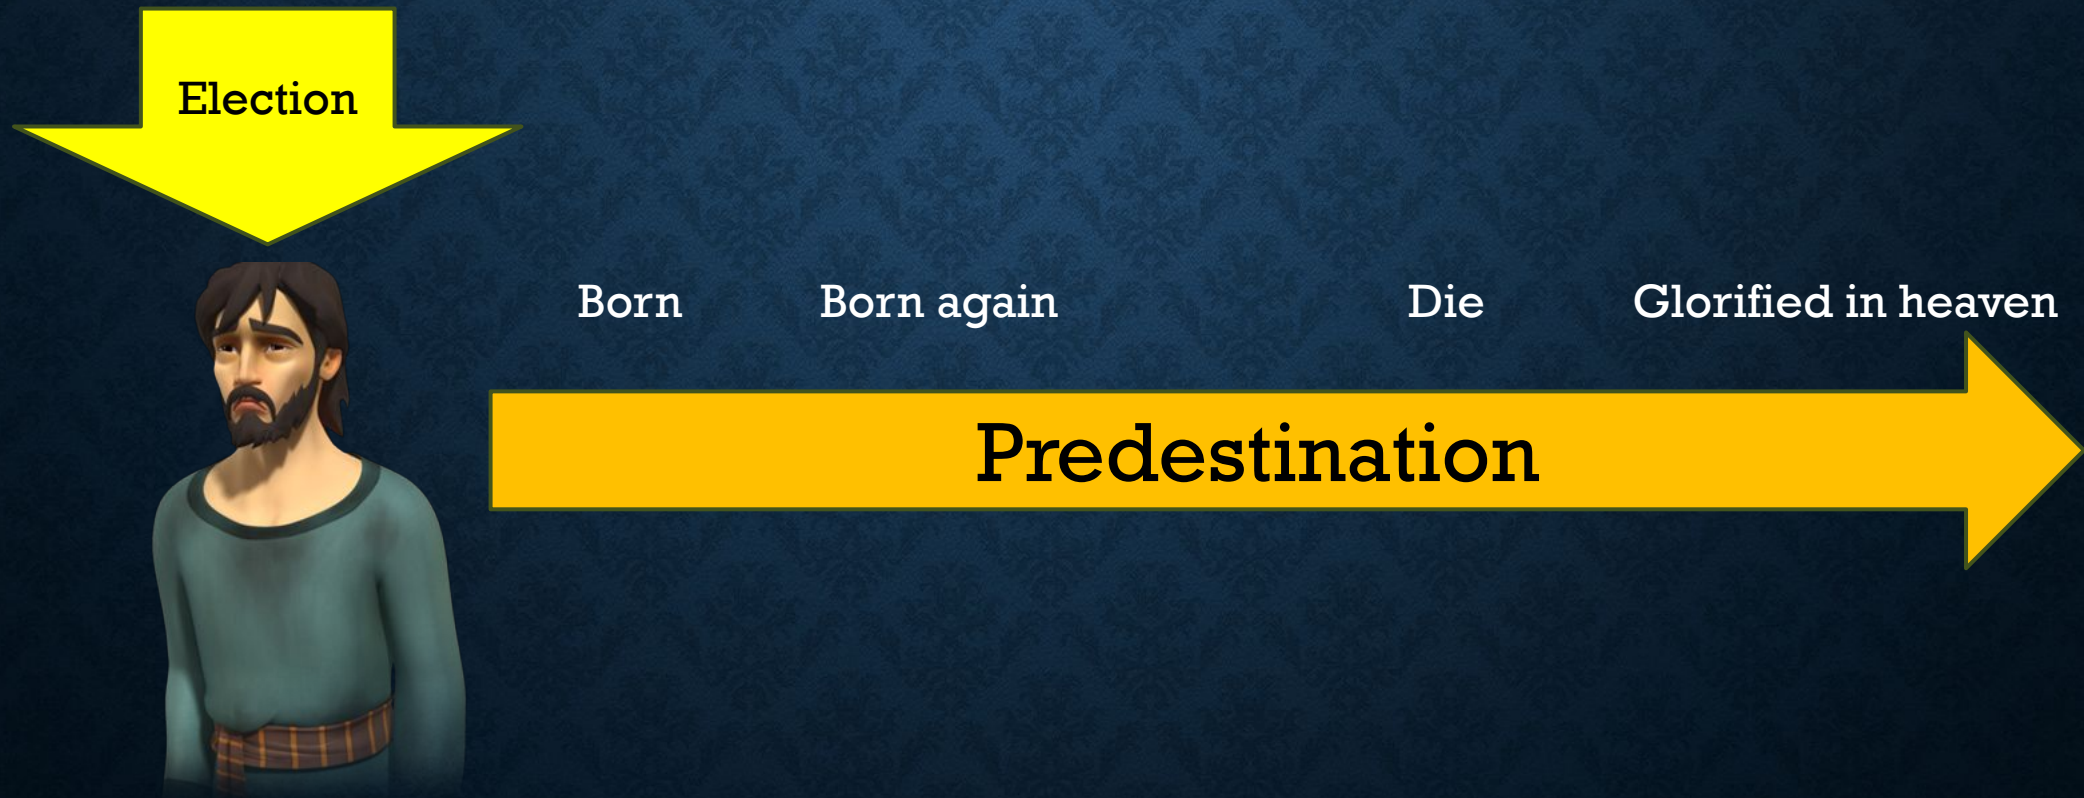 Election
Born Born again Die Glorified in heaven
Predestination